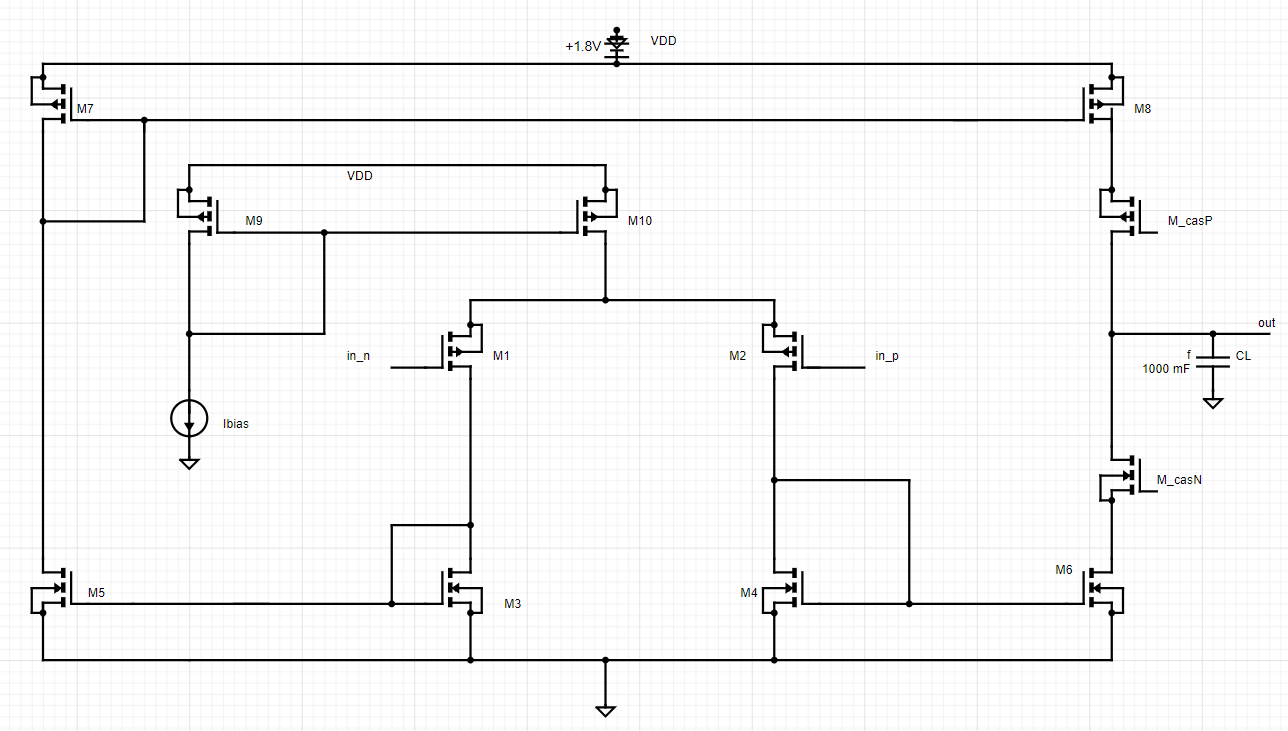 +1.8V
VDD
M7
M8
VDD
M9
M10
M_casP
in_n
M1
M2
in_p
out
f
1000 mF
CL
Ibias
M_casN
M5
M3
M4
M6